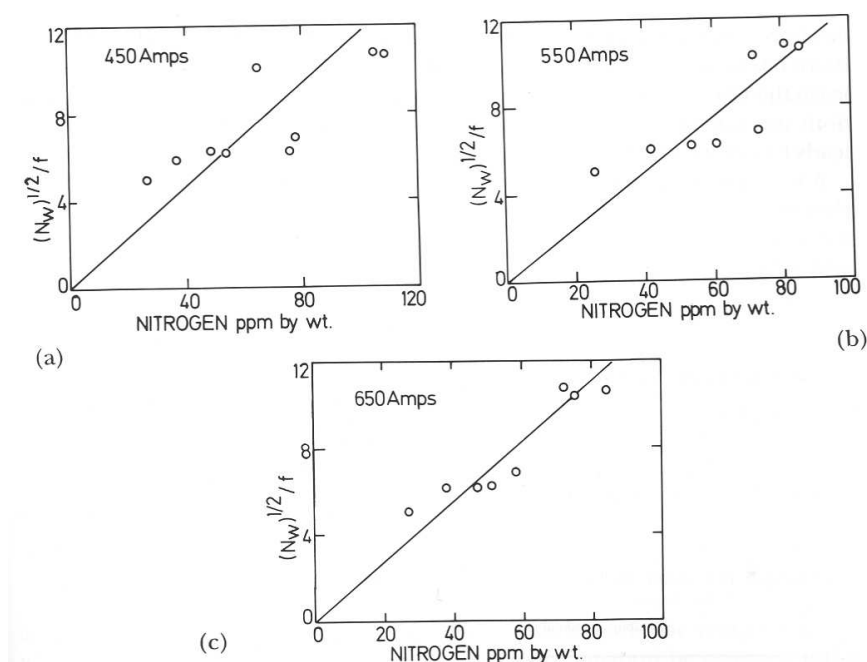 12
450 Amps
8
(N_W)^1/2/f
4
0
0 40 80 120
NITROGEN ppm by wt.
(a)
12
550 Amps
8
(N_W)^1/2/f
4
0
0 20 40 60 80 100
NITROGEN ppm by wt.
(b)
12
650 Amps
8
(N_W)^1/2/f
4
0
0 20 40 60 80 100
NITROGEN ppm by wt.
(c)